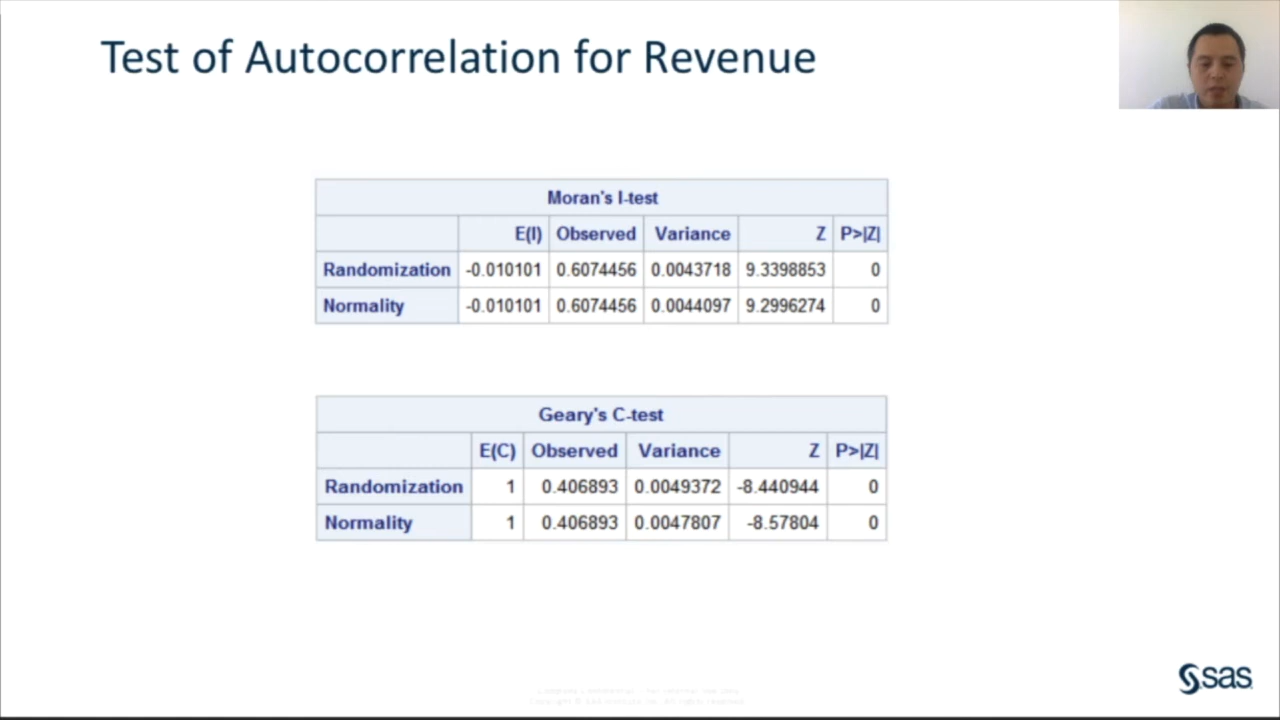 Test of Autocorrelation for Revenue
Moran's I-test
E(I) Observed Variance Z P>|Z|
Randomization -0.010101 0.6074456 0.0043718 9.3398853 0
Normality -0.010101 0.6074456 0.0044097 9.2996274 0
Geary's C-test
E(C) Observed Variance Z P>|Z|
Randomization 1 0.406893 0.0049372 -8.440944 0
Normality 1 0.406893 0.0047807 -8.57804 0
sas